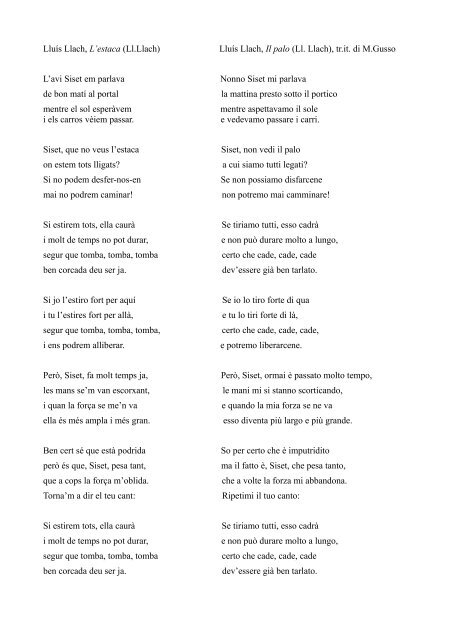 Lluís Llach, L'estaca (Ll.Llach)
L'avi Siset em parlava
de bon matí al portal
mentre el sol esperàvem
i els carros vèiem passar.
Siset, que no veus l'estaca
on estem tots lligats?
Si no podem desfer-nos-en
mai no podrem caminar!
Si estirem tots, ella caurà
i molt de temps no pot durar,
segur que tomba, tomba, tomba
ben corcada deu ser ja.
Si jo l'estiro fort per aquí
i tu l'estires fort per allà,
segur que tomba, tomba, tomba,
i ens podrem alliberar.
Però, Siset, fa molt temps ja,
les mans se'm van escorxant,
i quan la força se me'n va
ella és més ampla i més gran.
Ben cert sé que està podrida
però és que, Siset, pesa tant,
que a cops la força m'oblida.
Torna'm a dir el teu cant:
Si estirem tots, ella caurà
i molt de temps no pot durar,
segur que tomba, tomba, tomba
ben corcada deu ser ja.
Lluís Llach, Il palo (Ll. Llach), tr.it. di M.Gusso
Nonno Siset mi parlava
la mattina presto sotto il portico
mentre aspettavamo il sole
e vedevamo passare i carri.
Siset, non vedi il palo
a cui siamo tutti legati?
Se non possiamo disfarcene
non potremo mai camminare!
Se tiriamo tutti, esso cadrà
e non può durare molto a lungo,
certo che cade, cade, cade
dev'essere già ben tarlato.
Se io lo tiro forte di qua
e tu lo tiri forte di là,
certo che cade, cade, cade,
e potremo liberarcene.
Però, Siset, ormai è passato molto tempo,
le mani mi si stanno scorticando,
e quando la mia forza se ne va
esso diventa più largo e più grande.
So per certo che è imputridito
ma il fatto è, Siset, che pesa tanto,
che a volte la forza mi abbandona.
Ripetimi il tuo canto:
Se tiriamo tutti, esso cadrà
e non può durare molto a lungo,
certo che cade, cade, cade
dev'essere già ben tarlato.